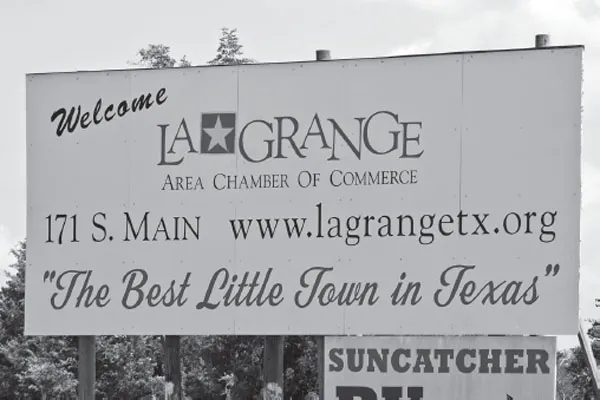 Welcome
LA GRANGE
AREA CHAMBER OF COMMERCE
171 S. MAIN www.lagrangetx.org
"The Best Little Town in Texas"
SUNCATCHER